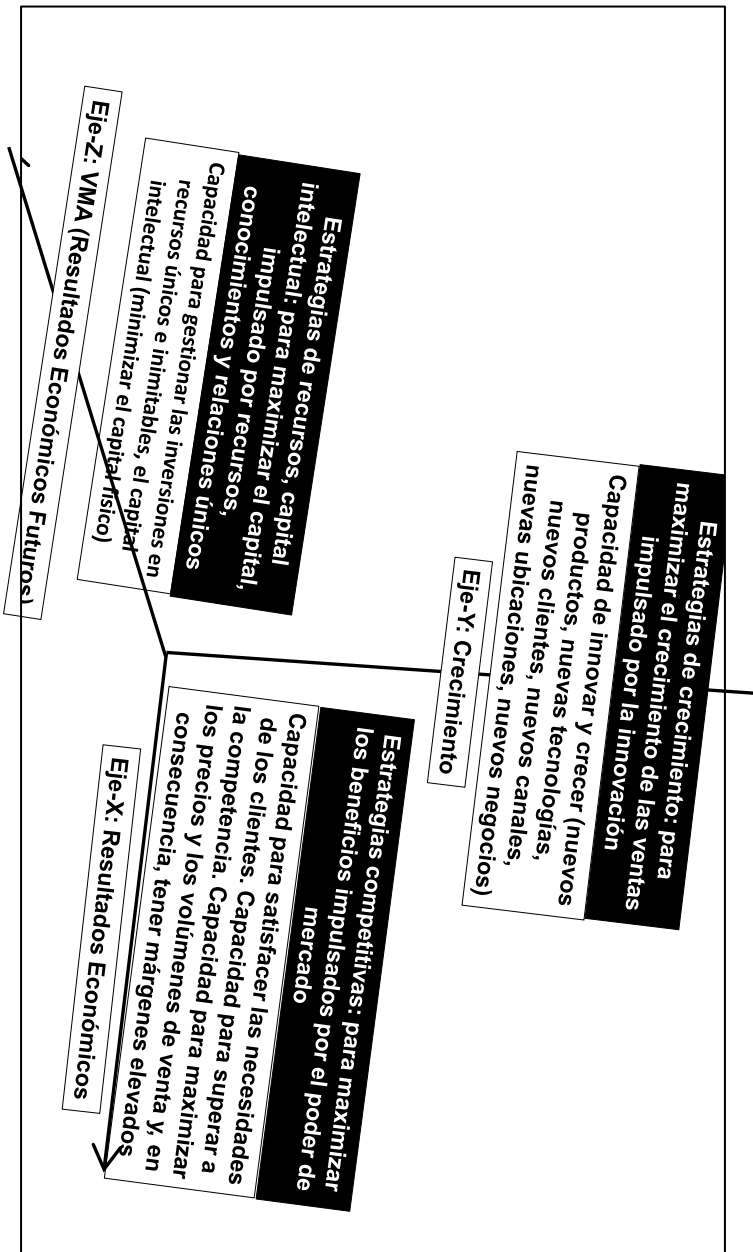 Estrategias de crecimiento: para
maximizar el crecimiento de las ventas
impulsado por la innovación
Capacidad de innovar y crecer (nuevos
productos, nuevas tecnologías,
nuevos clientes, nuevos canales,
nuevas ubicaciones, nuevos negocios)
Eje-Y: Crecimiento
Estrategias de recursos, capital
intelectual: para maximizar el capital,
impulsado por recursos,
conocimientos y relaciones únicos
Capacidad para gestionar las inversiones en
recursos únicos e inimitables, el capital
intelectual (minimizar el capital físico)
Eje-Z: VMA (Resultados Económicos Futuros)
Estrategias competitivas: para maximizar
los beneficios impulsados por el poder de
mercado
Capacidad para satisfacer las necesidades
de los clientes. Capacidad para superar a
la competencia. Capacidad para maximizar
los precios y los volúmenes de venta y, en
consecuencia, tener márgenes elevados
Eje-X: Resultados Económicos